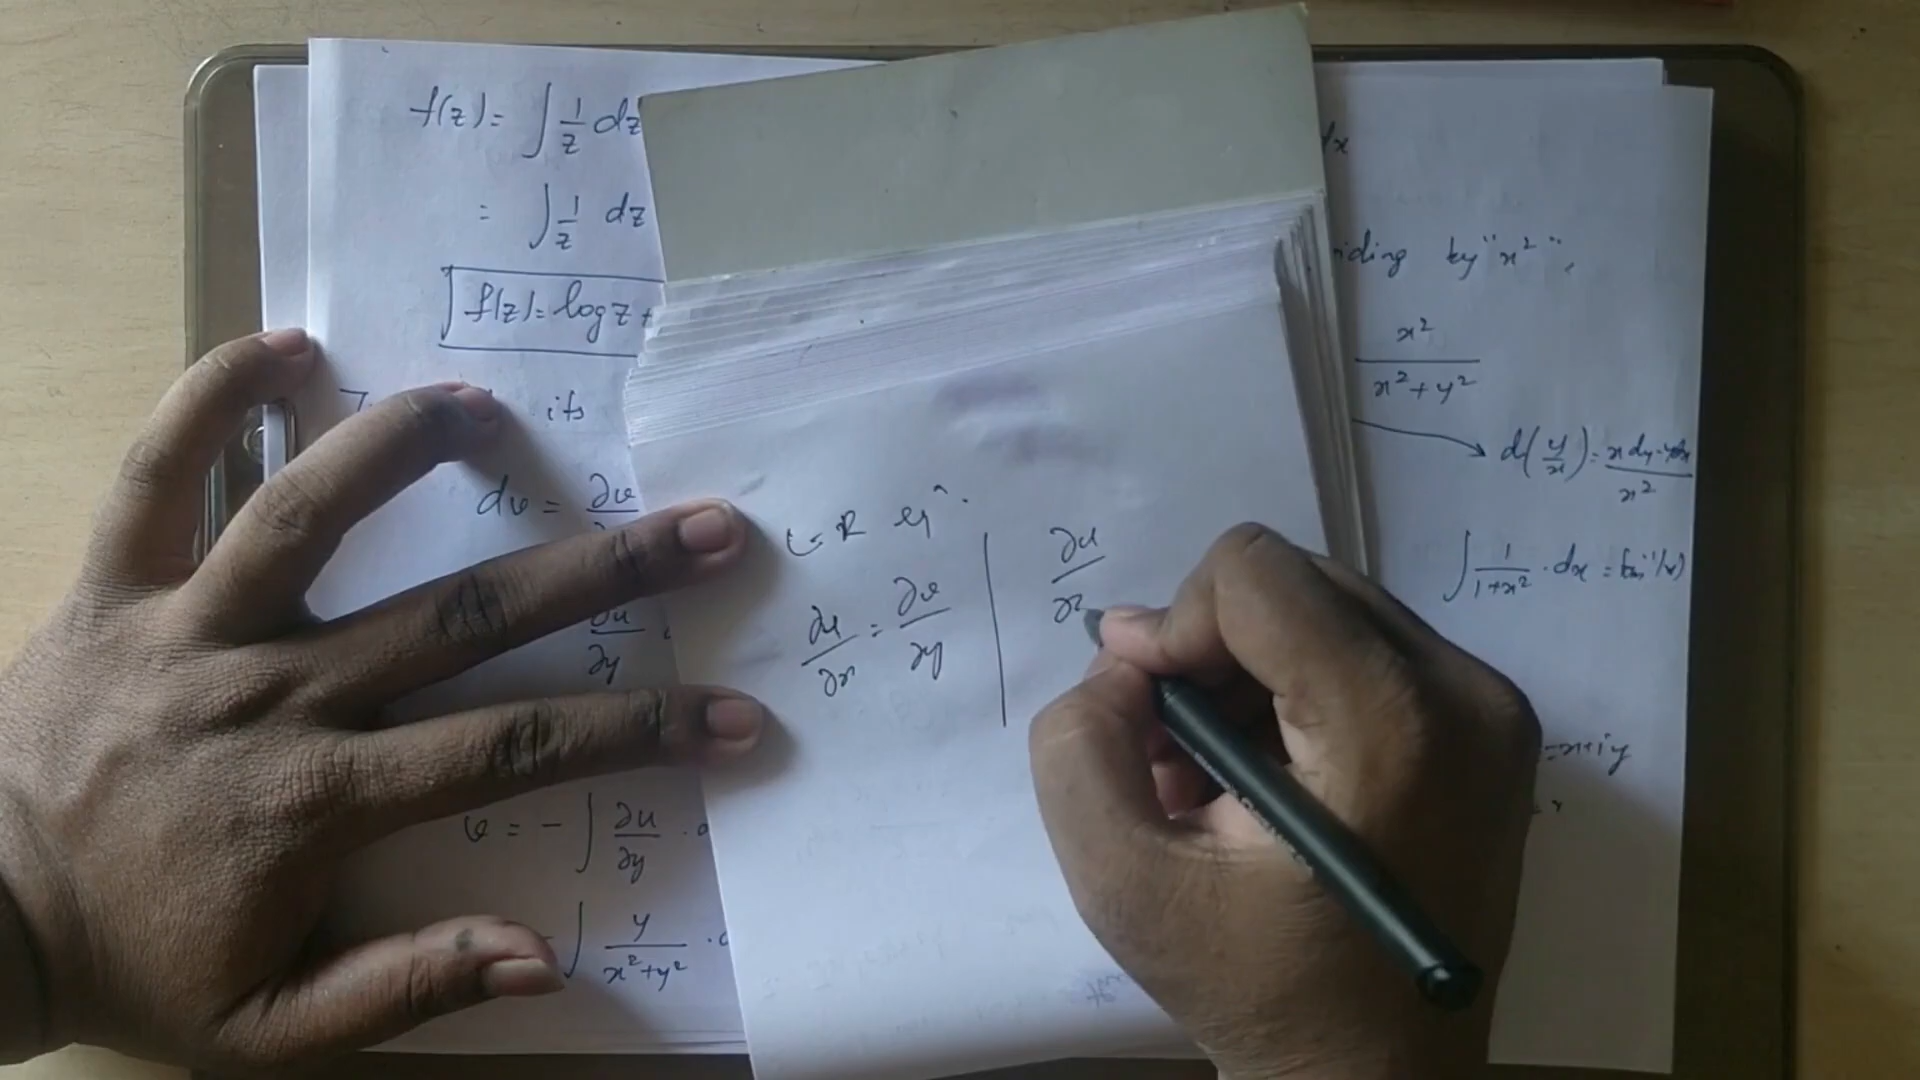 f(z) = ∫ 1/z dz
= ∫ 1/z dz
f(z) = log z +
its
dv = ∂v
∂u/∂y
v = - ∫ ∂u/∂y .
∫ y/(x²+y²) .
C-R eqⁿ.
∂u/∂x = ∂v/∂y | ∂u/∂x
dx
iding by "x²",
x²/(x²+y²)
d(y/x) = (x dy - y dx)/x²
∫ 1/(1+x²) . dx = tan⁻¹(x)
= x+iy
= x